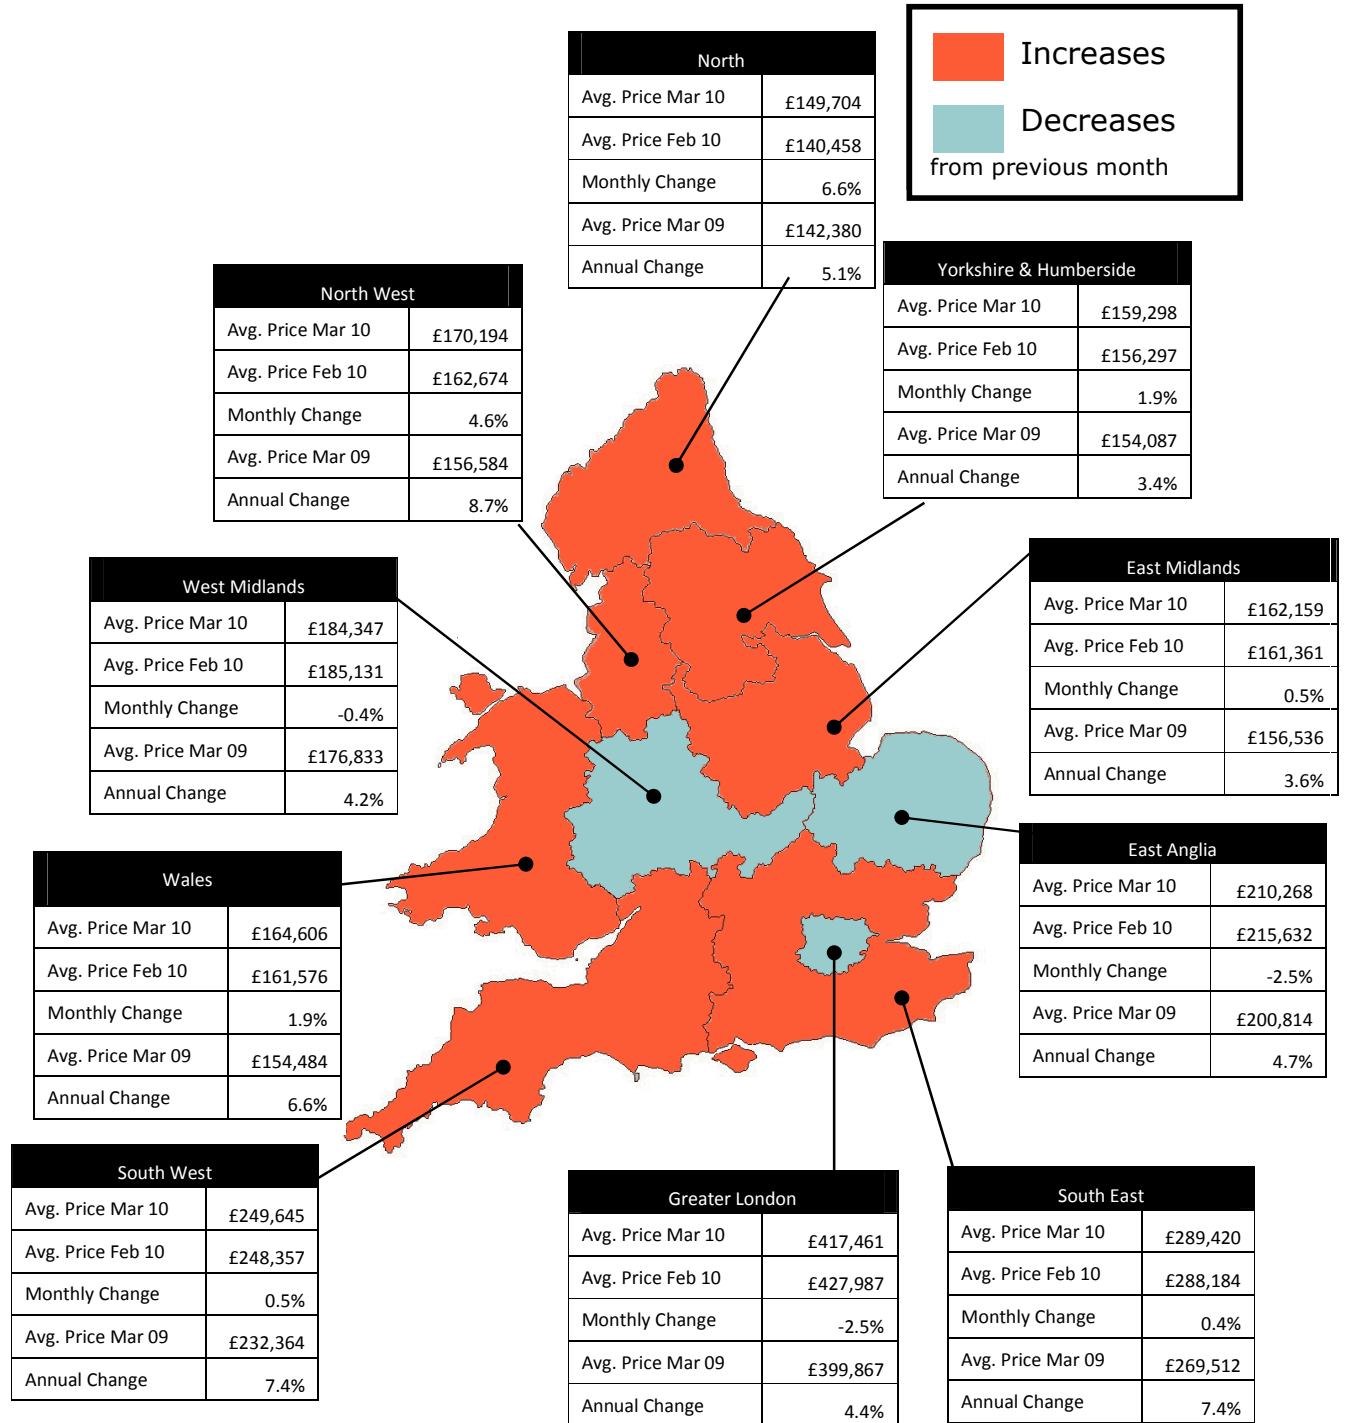 Increases
Decreases
from previous month
North
Avg. Price Mar 10 £149,704
Avg. Price Feb 10 £140,458
Monthly Change 6.6%
Avg. Price Mar 09 £142,380
Annual Change 5.1%
Yorkshire & Humberside
Avg. Price Mar 10 £159,298
Avg. Price Feb 10 £156,297
Monthly Change 1.9%
Avg. Price Mar 09 £154,087
Annual Change 3.4%
North West
Avg. Price Mar 10 £170,194
Avg. Price Feb 10 £162,674
Monthly Change 4.6%
Avg. Price Mar 09 £156,584
Annual Change 8.7%
East Midlands
Avg. Price Mar 10 £162,159
Avg. Price Feb 10 £161,361
Monthly Change 0.5%
Avg. Price Mar 09 £156,536
Annual Change 3.6%
West Midlands
Avg. Price Mar 10 £184,347
Avg. Price Feb 10 £185,131
Monthly Change -0.4%
Avg. Price Mar 09 £176,833
Annual Change 4.2%
East Anglia
Avg. Price Mar 10 £210,268
Avg. Price Feb 10 £215,632
Monthly Change -2.5%
Avg. Price Mar 09 £200,814
Annual Change 4.7%
Wales
Avg. Price Mar 10 £164,606
Avg. Price Feb 10 £161,576
Monthly Change 1.9%
Avg. Price Mar 09 £154,484
Annual Change 6.6%
South West
Avg. Price Mar 10 £249,645
Avg. Price Feb 10 £248,357
Monthly Change 0.5%
Avg. Price Mar 09 £232,364
Annual Change 7.4%
Greater London
Avg. Price Mar 10 £417,461
Avg. Price Feb 10 £427,987
Monthly Change -2.5%
Avg. Price Mar 09 £399,867
Annual Change 4.4%
South East
Avg. Price Mar 10 £289,420
Avg. Price Feb 10 £288,184
Monthly Change 0.4%
Avg. Price Mar 09 £269,512
Annual Change 7.4%